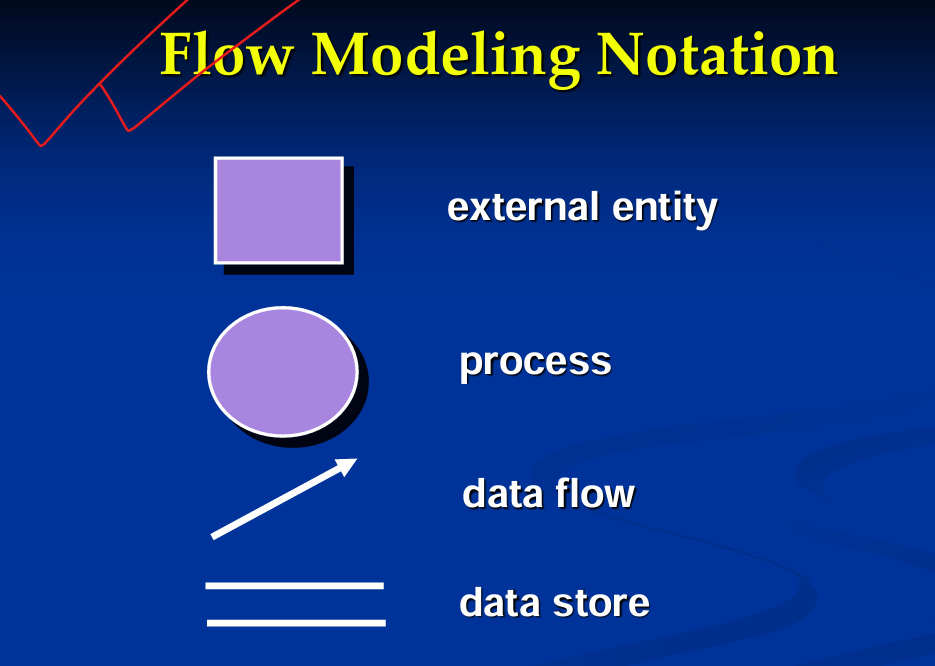 Flow Modeling Notation
external entity
process
data flow
data store